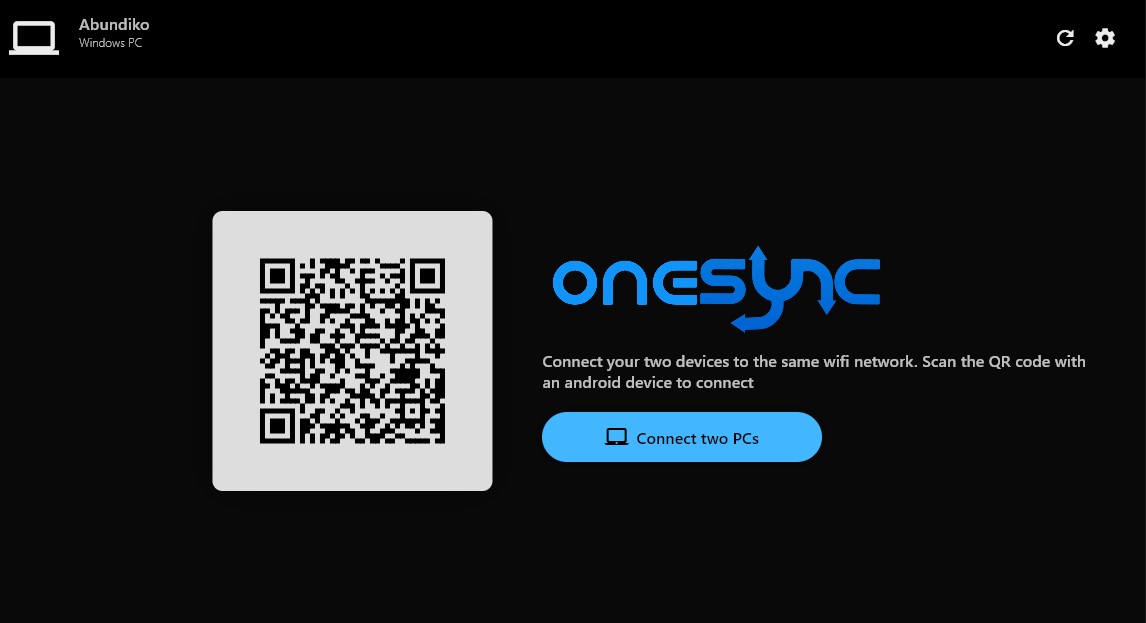 Abundiko
Windows PC
onesync
Connect your two devices to the same wifi network. Scan the QR code with
an android device to connect
Connect two PCs